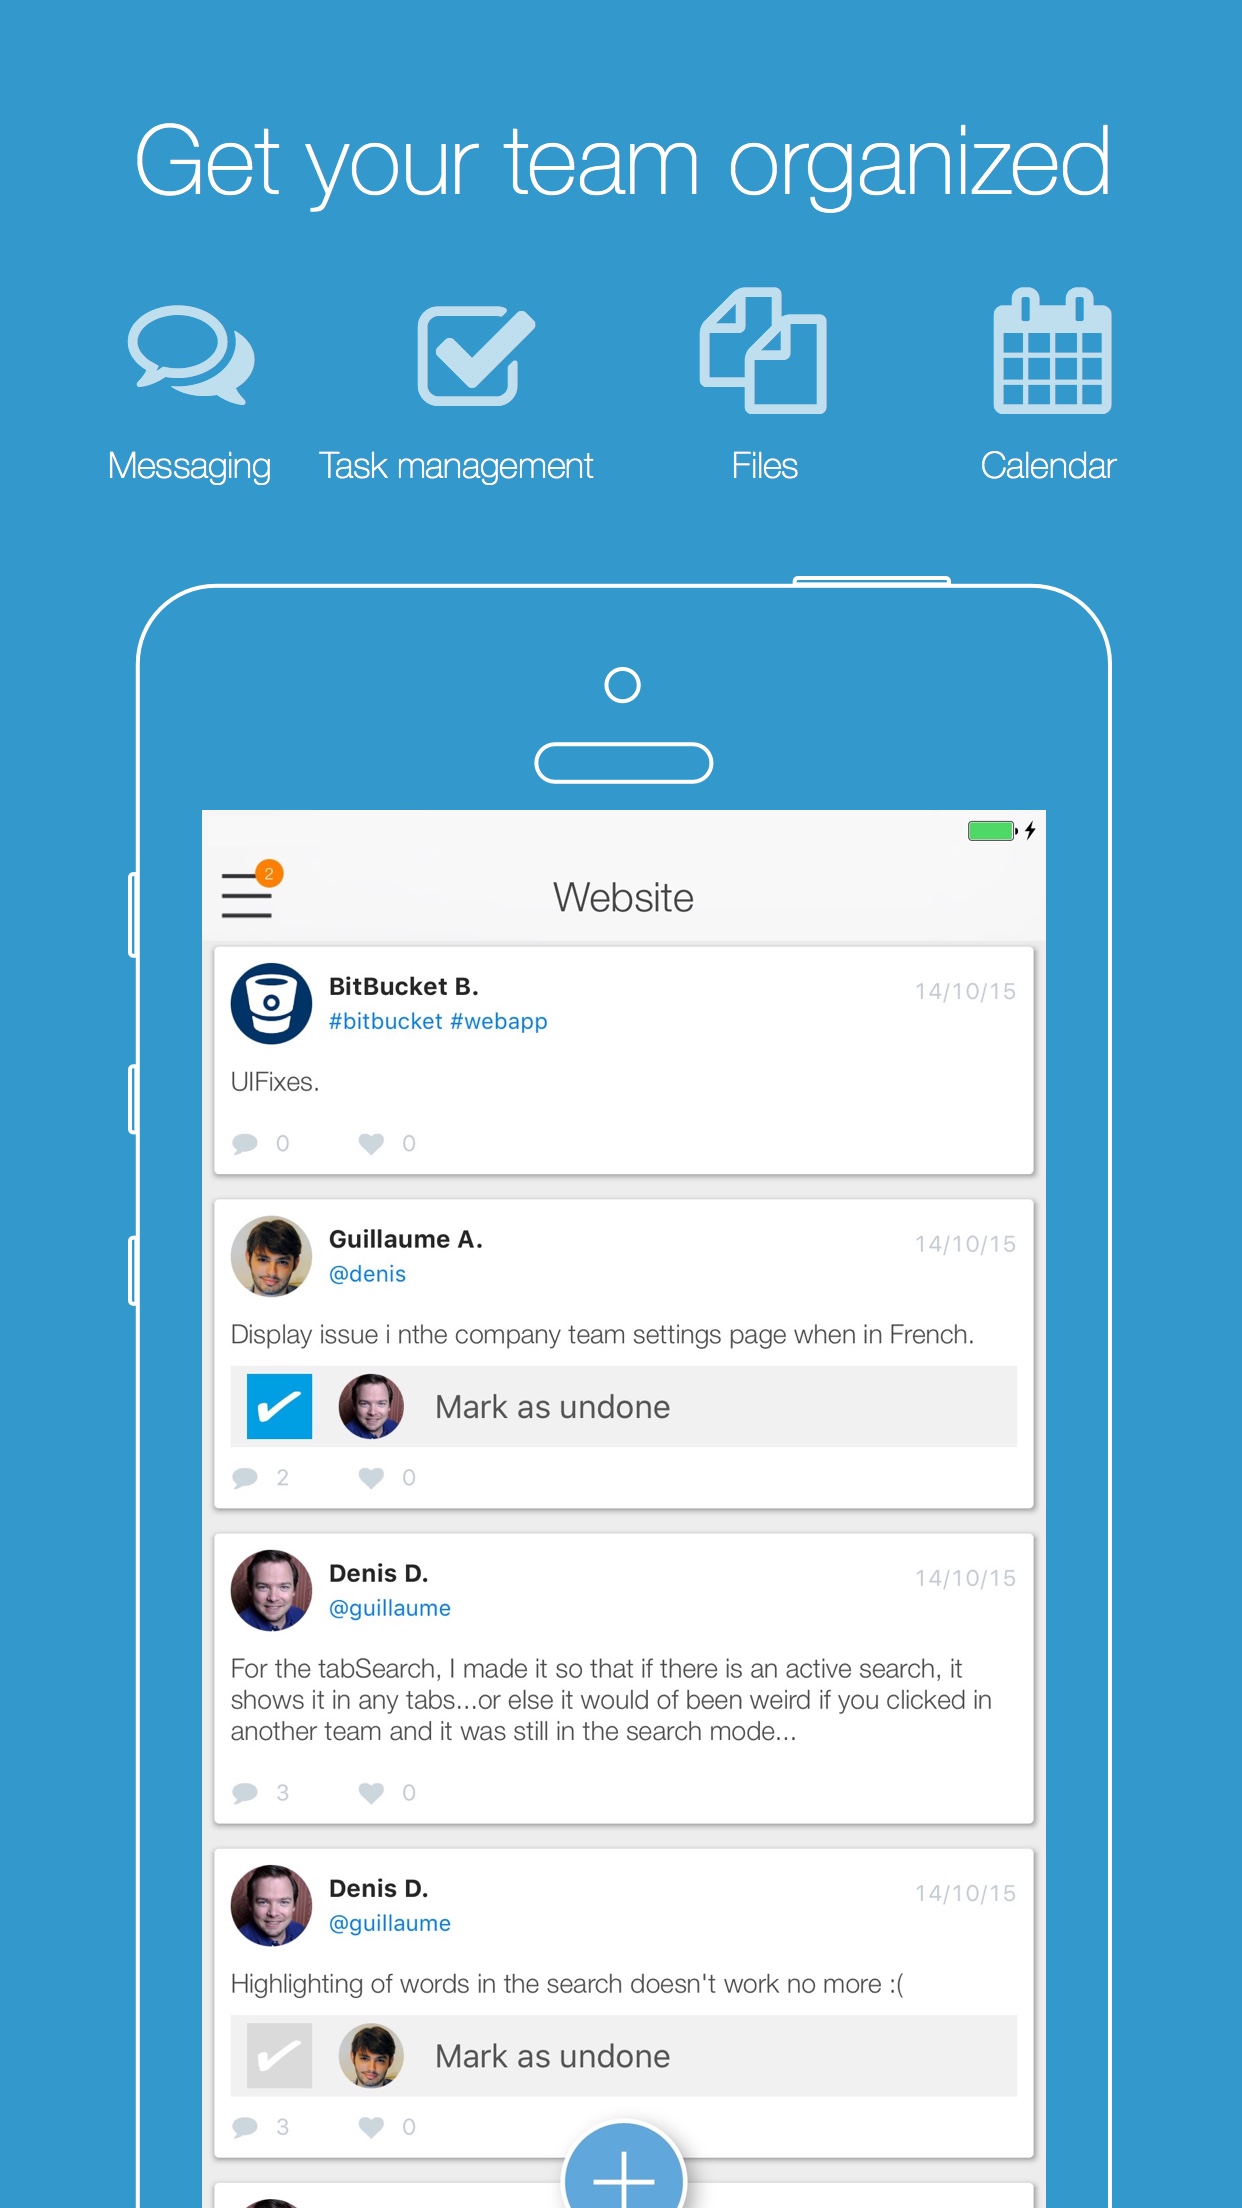 Get your team organized
Messaging
Task management
Files
Calendar
2
Website
BitBucket B.
14/10/15
#bitbucket #webapp
UIFixes.
0
0
Guillaume A.
14/10/15
@denis
Display issue i nthe company team settings page when in French.
Mark as undone
2
0
Denis D.
14/10/15
@guillaume
For the tabSearch, I made it so that if there is an active search, it
shows it in any tabs...or else it would of been weird if you clicked in
another team and it was still in the search mode...
3
0
Denis D.
14/10/15
@guillaume
Highlighting of words in the search doesn't work no more :(
Mark as undone
3
0